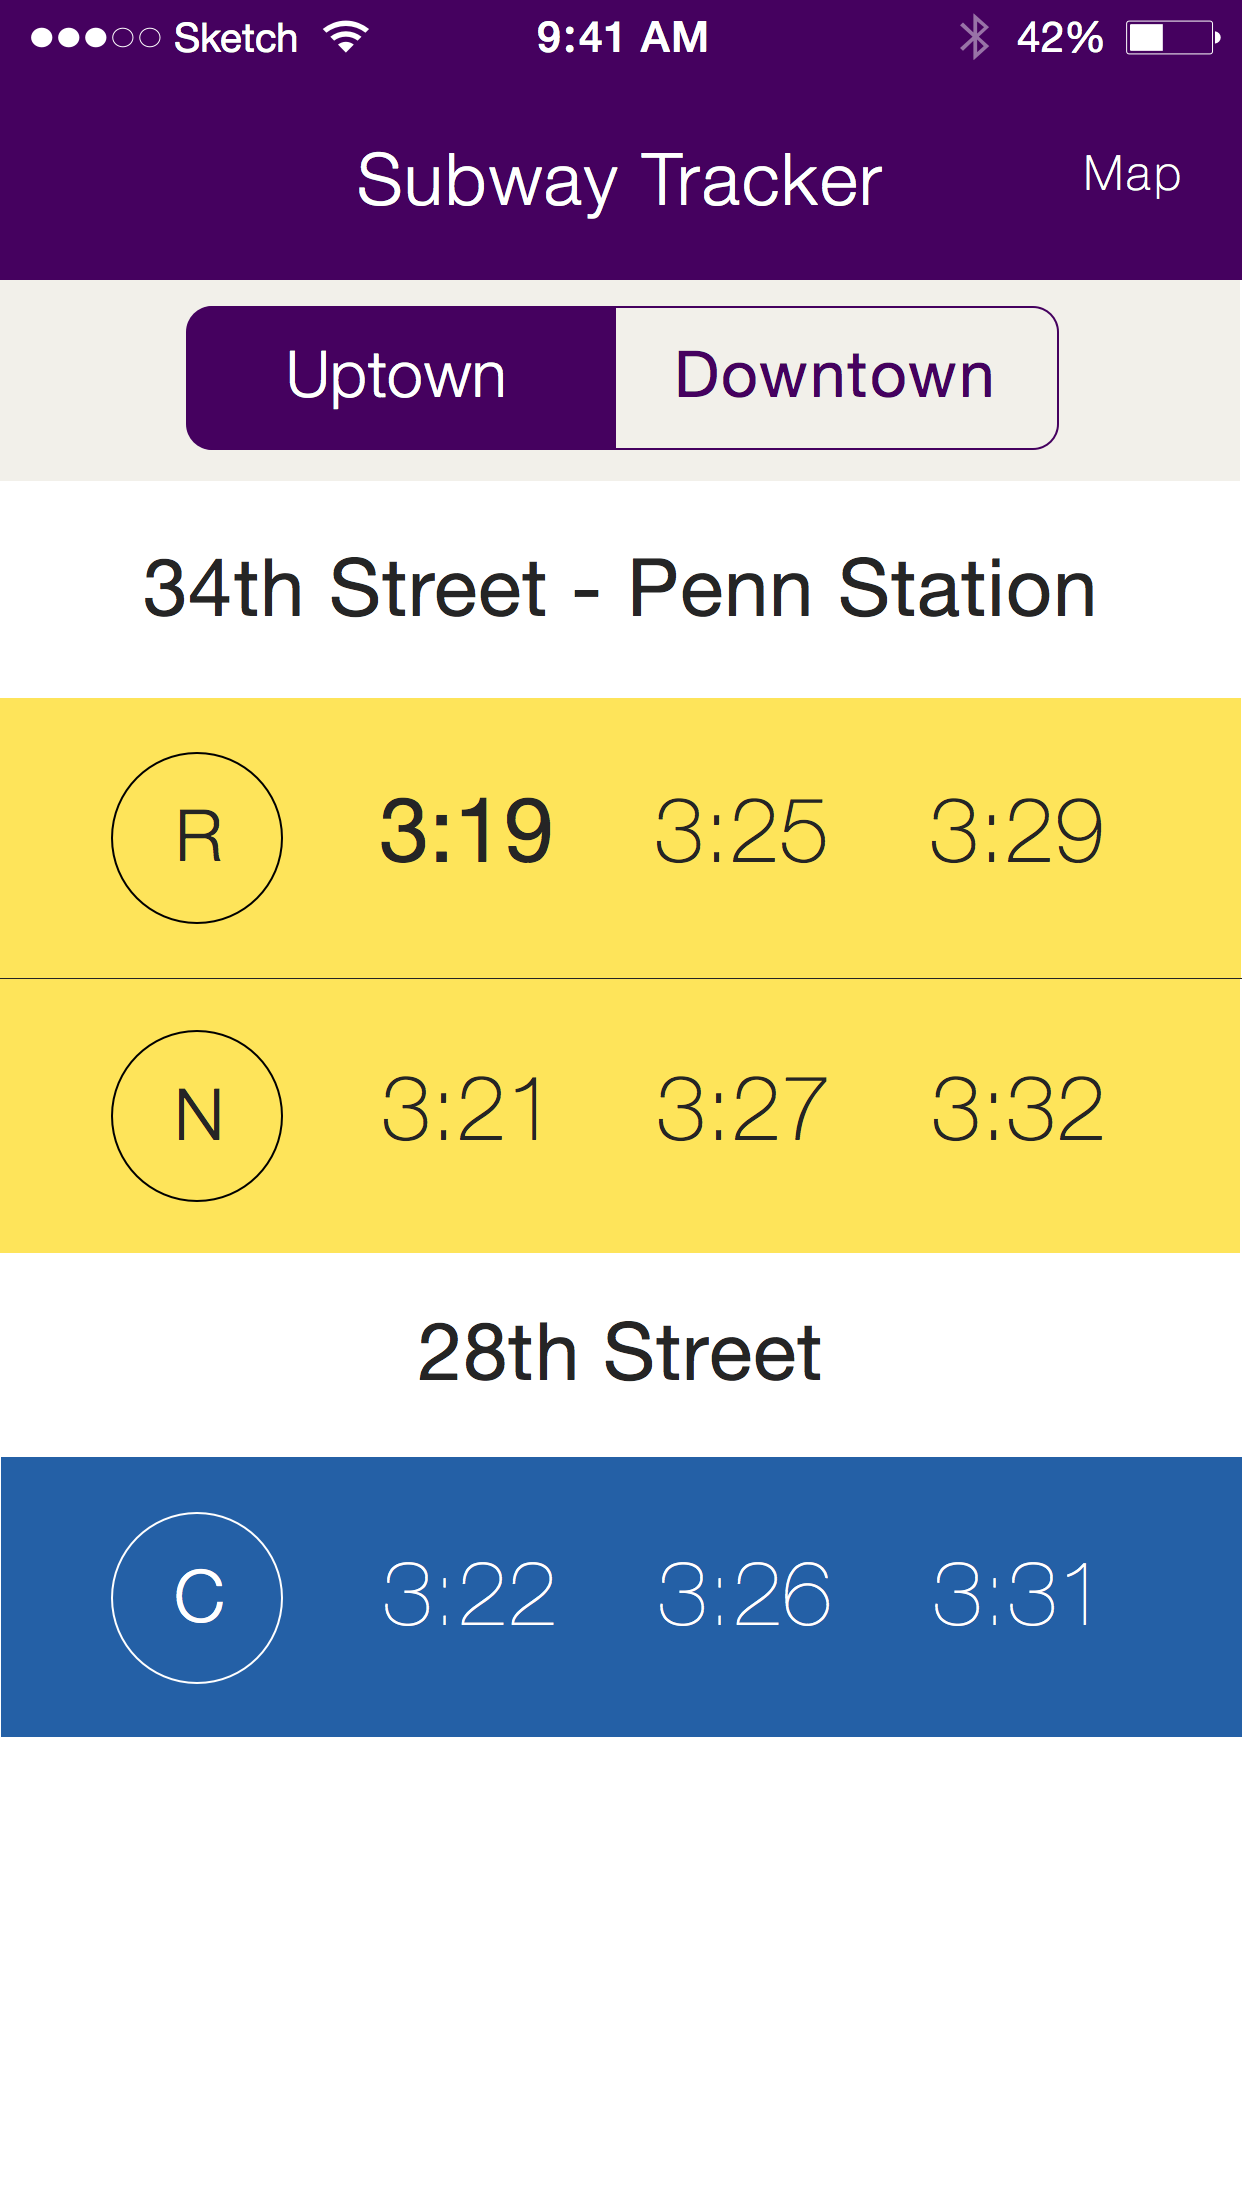 Sketch 9:41 AM 42%
Subway Tracker Map
Uptown Downtown
34th Street - Penn Station
R 3:19 3:25 3:29
N 3:21 3:27 3:32
28th Street
C 3:22 3:26 3:31